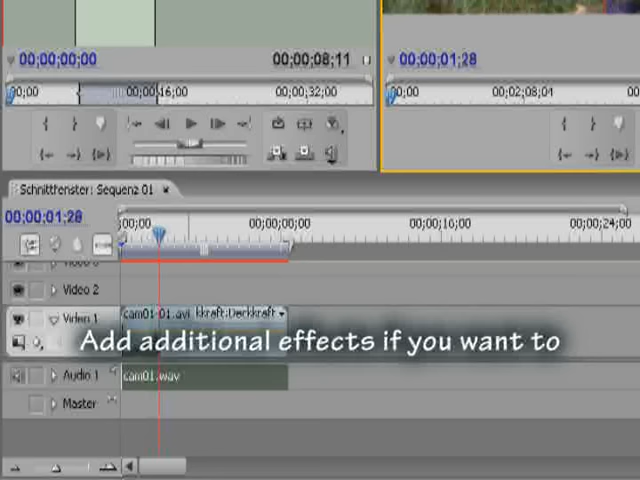 00;00;00;00 00;00;08;11 00;00;01;28
00;00 00;00;16;00 00;00;32;00 00;00 00;02;08;04 00
Schnittfenster: Sequenz 01
00;00;01;28
;00;00 00;00;00;00 00;00;16;00 00;00;24;00
Video 2
Video 1 cam01-01.avi kkraft:Deckkraft
Add additional effects if you want to
Audio 1 cam01.wav
Master